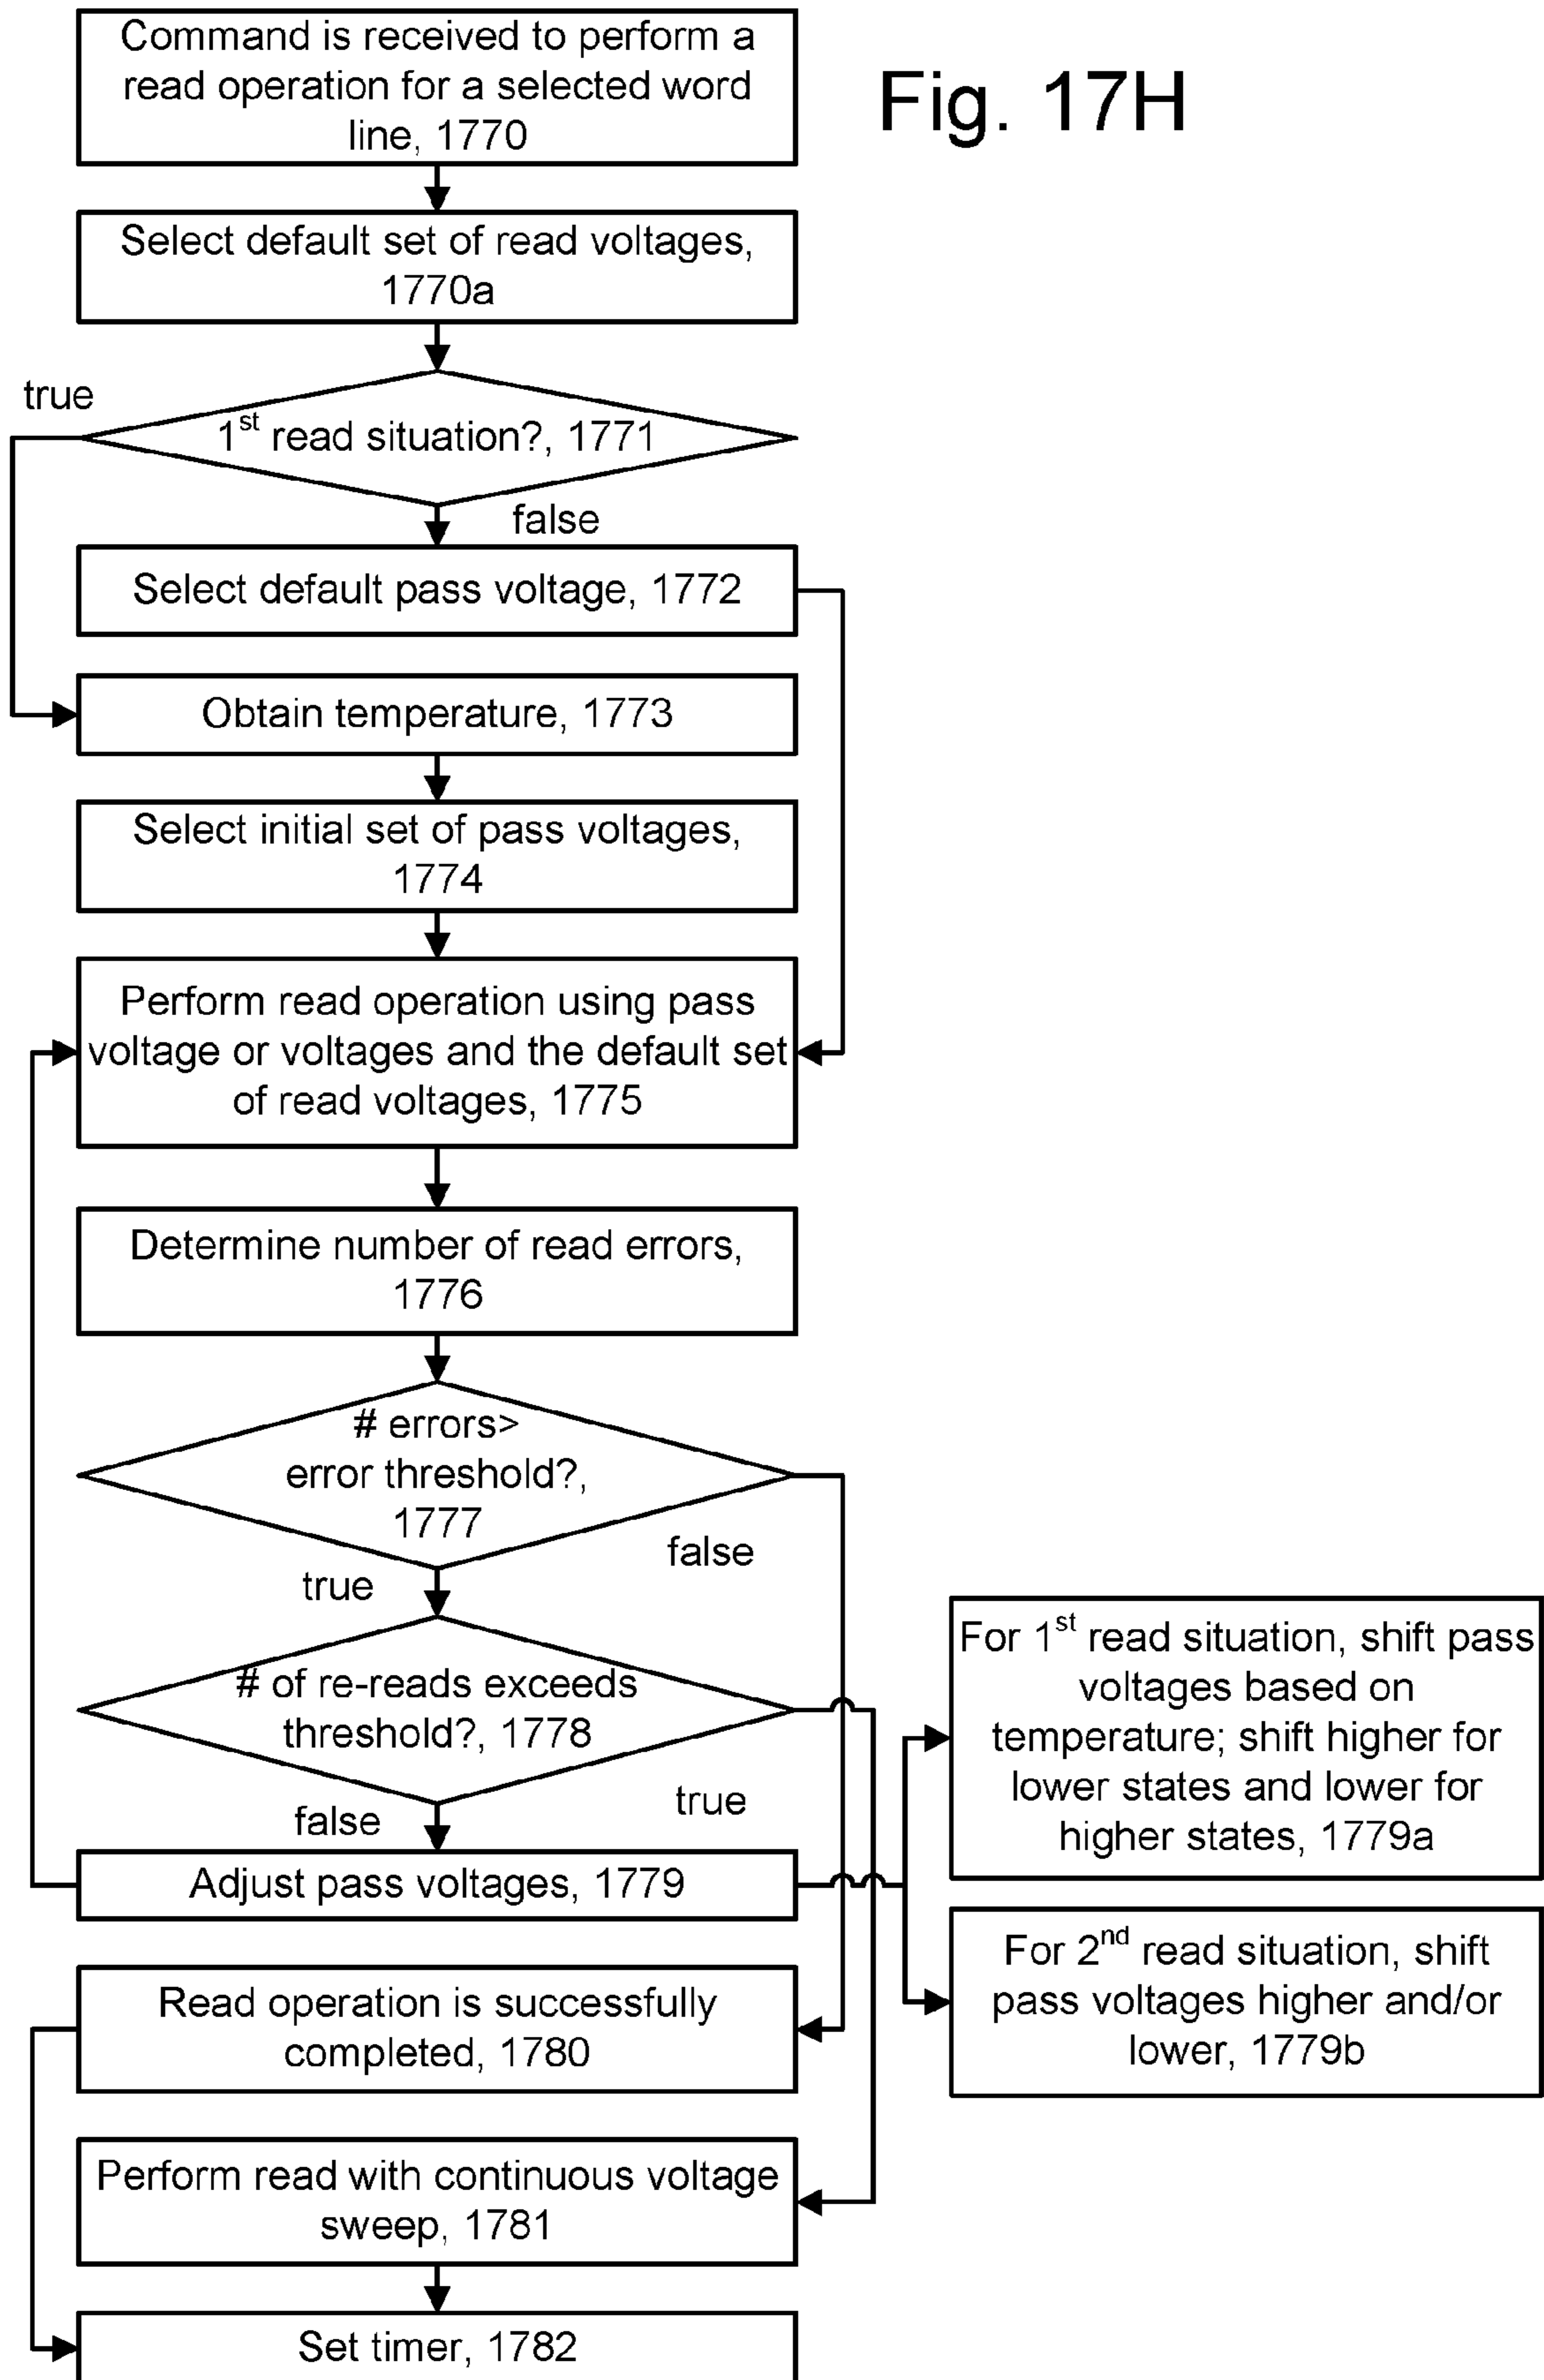 Command is received to perform a
read operation for a selected word
line, 1770
Fig. 17H
Select default set of read voltages,
1770a
true
1st read situation?, 1771
false
Select default pass voltage, 1772
Obtain temperature, 1773
Select initial set of pass voltages,
1774
Perform read operation using pass
voltage or voltages and the default set
of read voltages, 1775
Determine number of read errors,
1776
# errors>
error threshold?,
1777
false
true
# of re-reads exceeds
threshold?, 1778
true
false
Adjust pass voltages, 1779
For 1st read situation, shift pass
voltages based on
temperature; shift higher for
lower states and lower for
higher states, 1779a
For 2nd read situation, shift
pass voltages higher and/or
lower, 1779b
Read operation is successfully
completed, 1780
Perform read with continuous voltage
sweep, 1781
Set timer, 1782